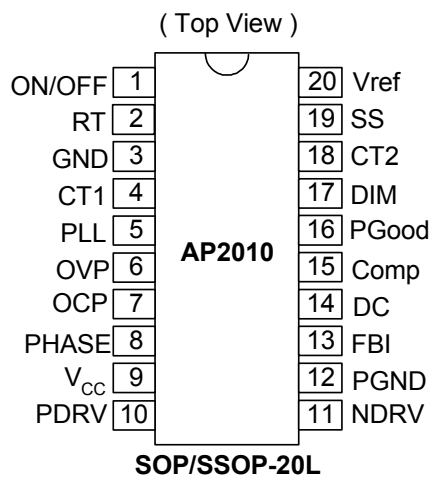 ( Top View )
ON/OFF 1 20 Vref
RT 2 19 SS
GND 3 18 CT2
CT1 4 17 DIM
PLL 5 16 PGood
AP2010
OVP 6 15 Comp
OCP 7 14 DC
PHASE 8 13 FBI
VCC 9 12 PGND
PDRV 10 11 NDRV
SOP/SSOP-20L